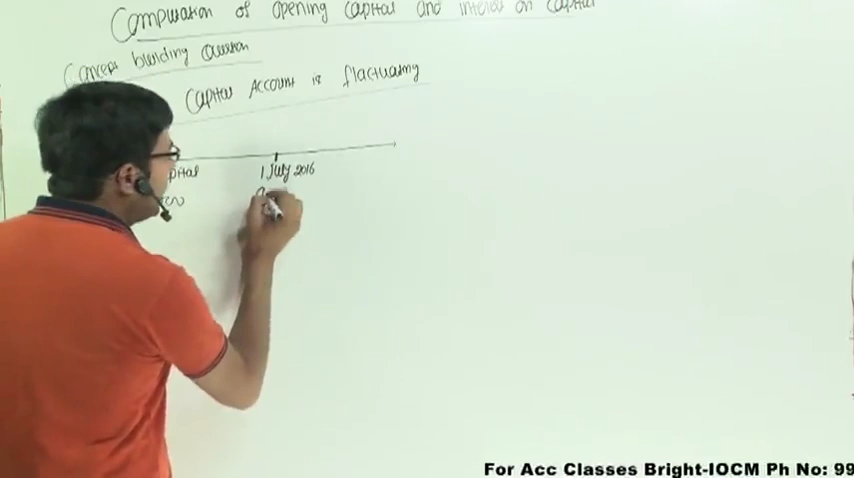 Computation of Opening Capital and interest on Capital
Concept building Question
Capital Account is fluctuating
pital
1 July 2016
For Acc Classes Bright-IOCM Ph No: 99